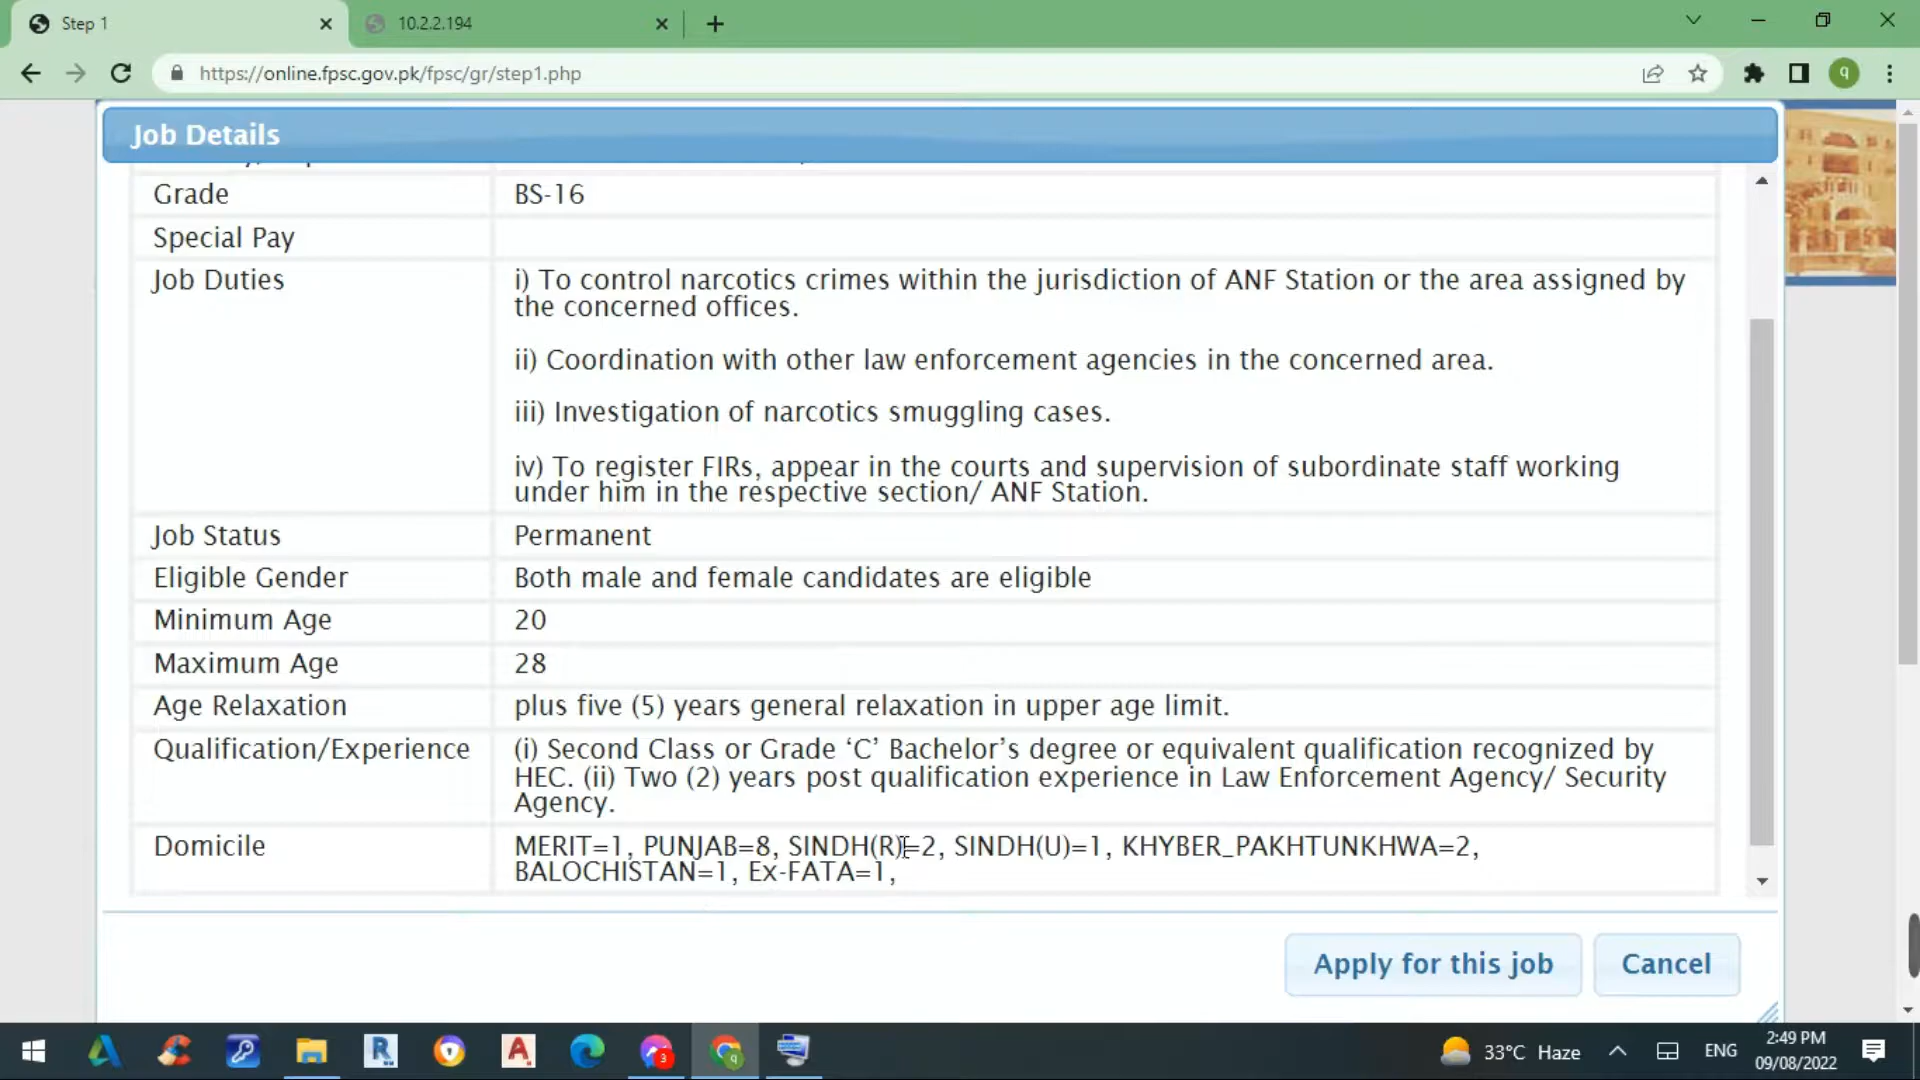 Step 1
10.2.2.194
https://online.fpsc.gov.pk/fpsc/gr/step1.php
q
Job Details
Grade BS-16
Special Pay
Job Duties i) To control narcotics crimes within the jurisdiction of ANF Station or the area assigned by
the concerned offices.
ii) Coordination with other law enforcement agencies in the concerned area.
iii) Investigation of narcotics smuggling cases.
iv) To register FIRs, appear in the courts and supervision of subordinate staff working
under him in the respective section/ ANF Station.
Job Status Permanent
Eligible Gender Both male and female candidates are eligible
Minimum Age 20
Maximum Age 28
Age Relaxation plus five (5) years general relaxation in upper age limit.
Qualification/Experience (i) Second Class or Grade ‘C’ Bachelor’s degree or equivalent qualification recognized by
HEC. (ii) Two (2) years post qualification experience in Law Enforcement Agency/ Security
Agency.
Domicile MERIT=1, PUNJAB=8, SINDH(R)=2, SINDH(U)=1, KHYBER_PAKHTUNKHWA=2,
BALOCHISTAN=1, Ex-FATA=1,
Apply for this job Cancel
R A 3 q 33°C Haze ENG 2:49 PM
09/08/2022